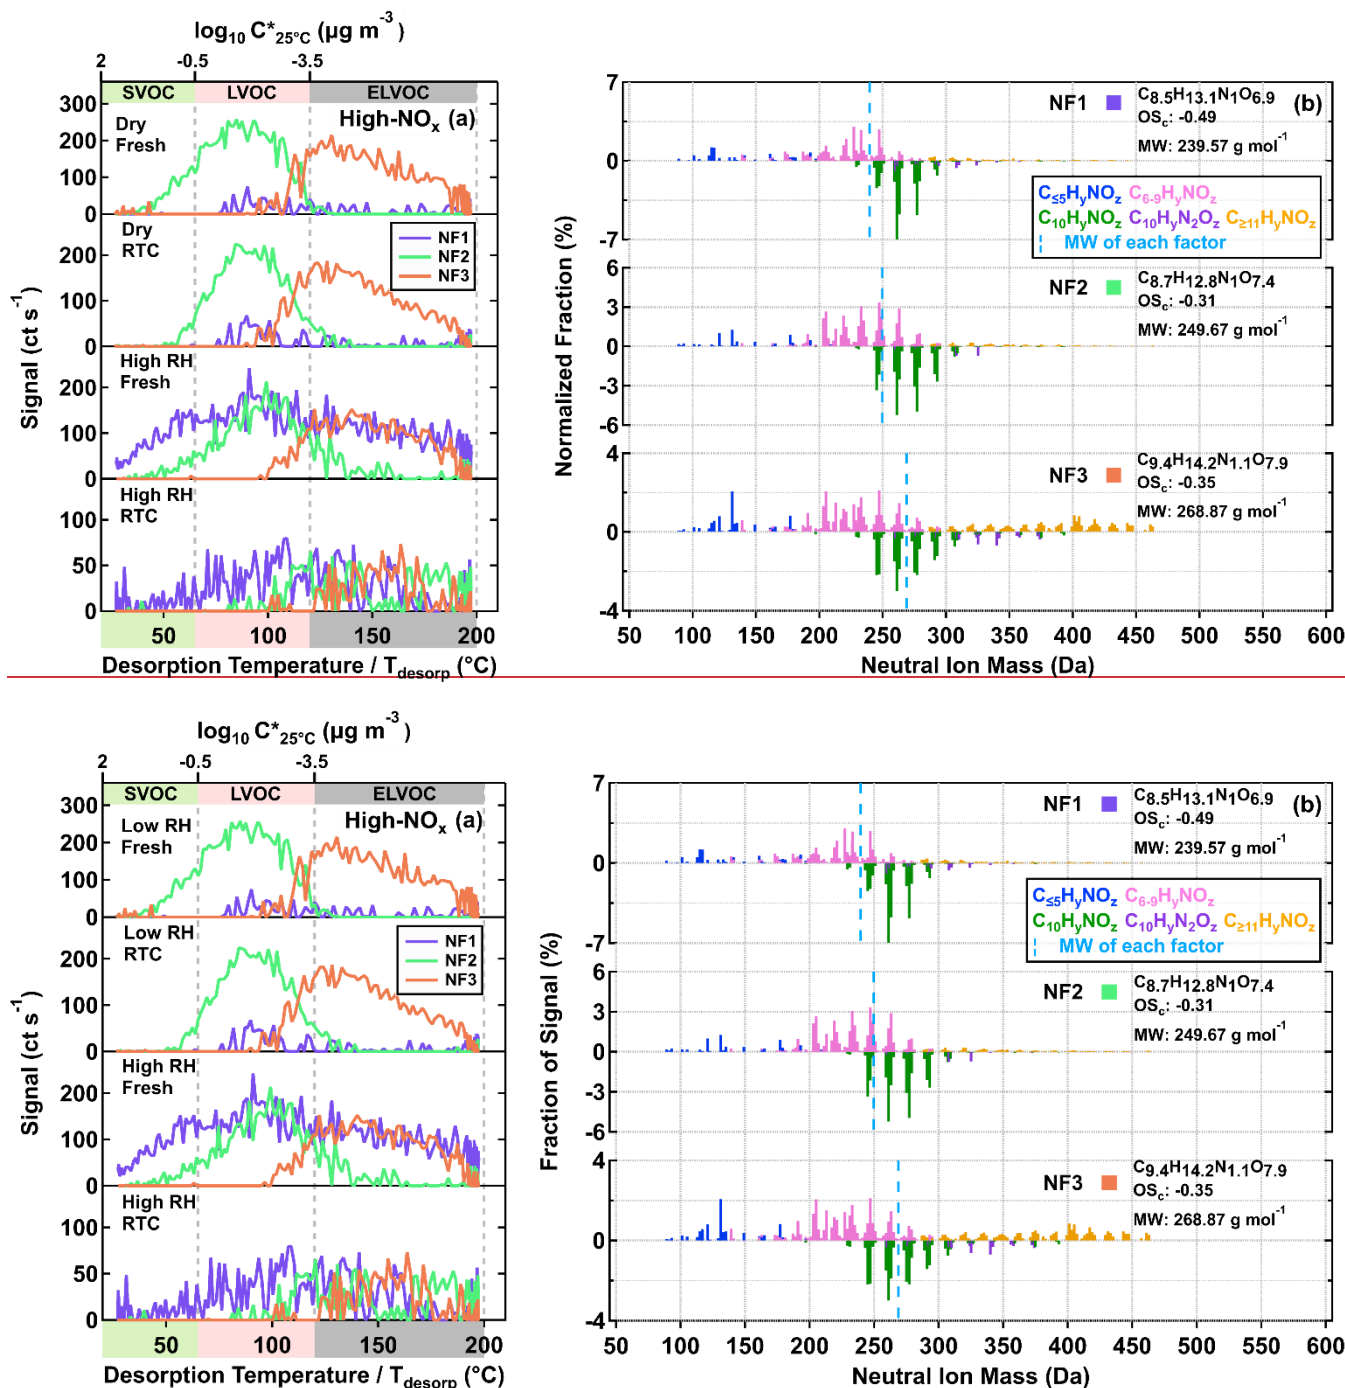 log10 C*25°C (µg m-3)
2 -0.5 -3.5
SVOC LVOC ELVOC
High-NOx (a)
Dry
Fresh
300
200
100
0
Dry
RTC
NF1
NF2
NF3
200
100
0
High RH
Fresh
200
100
0
High RH
RTC
100
50
0
Signal (ct s-1)
50 100 150 200
Desorption Temperature / Tdesorp (°C)
(b)
7
0
-7
NF1
C8.5H13.1N1O6.9
OSc: -0.49
MW: 239.57 g mol-1
C≤5HyNOz C6-9HyNOz
C10HyNOz C10HyN2Oz C≥11HyNOz
MW of each factor
6
3
0
-3
-6
NF2
C8.7H12.8N1O7.4
OSc: -0.31
MW: 249.67 g mol-1
4
0
-4
NF3
C9.4H14.2N1.1O7.9
OSc: -0.35
MW: 268.87 g mol-1
Normalized Fraction (%)
50 100 150 200 250 300 350 400 450 500 550 600
Neutral Ion Mass (Da)
log10 C*25°C (µg m-3)
2 -0.5 -3.5
SVOC LVOC ELVOC
High-NOx (a)
Low RH
Fresh
300
200
100
0
Low RH
RTC
NF1
NF2
NF3
200
100
0
High RH
Fresh
200
100
0
High RH
RTC
100
50
0
Signal (ct s-1)
50 100 150 200
Desorption Temperature / Tdesorp (°C)
(b)
7
0
-7
NF1
C8.5H13.1N1O6.9
OSc: -0.49
MW: 239.57 g mol-1
C≤5HyNOz C6-9HyNOz
C10HyNOz C10HyN2Oz C≥11HyNOz
MW of each factor
6
3
0
-3
-6
NF2
C8.7H12.8N1O7.4
OSc: -0.31
MW: 249.67 g mol-1
4
0
-4
NF3
C9.4H14.2N1.1O7.9
OSc: -0.35
MW: 268.87 g mol-1
Fraction of Signal (%)
50 100 150 200 250 300 350 400 450 500 550 600
Neutral Ion Mass (Da)